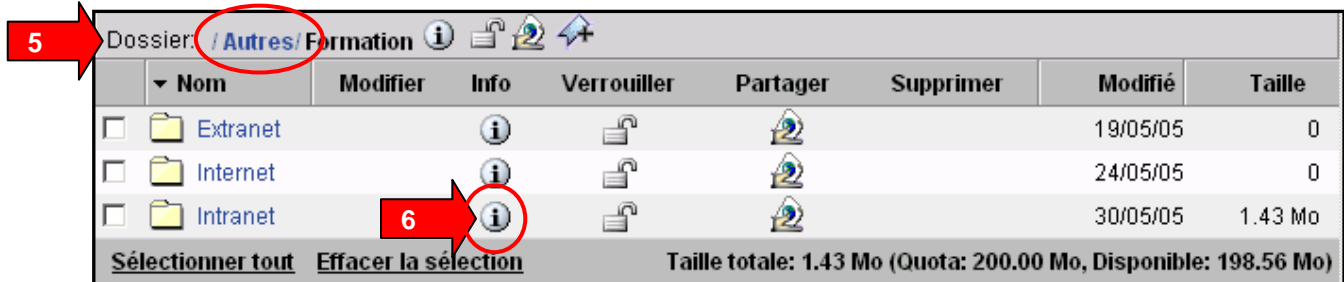 5 Dossier: / Autres/ Formation
Nom Modifier Info Verrouiller Partager Supprimer Modifié Taille
Extranet 19/05/05 0
Internet 24/05/05 0
Intranet 6 30/05/05 1.43 Mo
Sélectionner tout Effacer la sélection Taille totale: 1.43 Mo (Quota: 200.00 Mo, Disponible: 198.56 Mo)